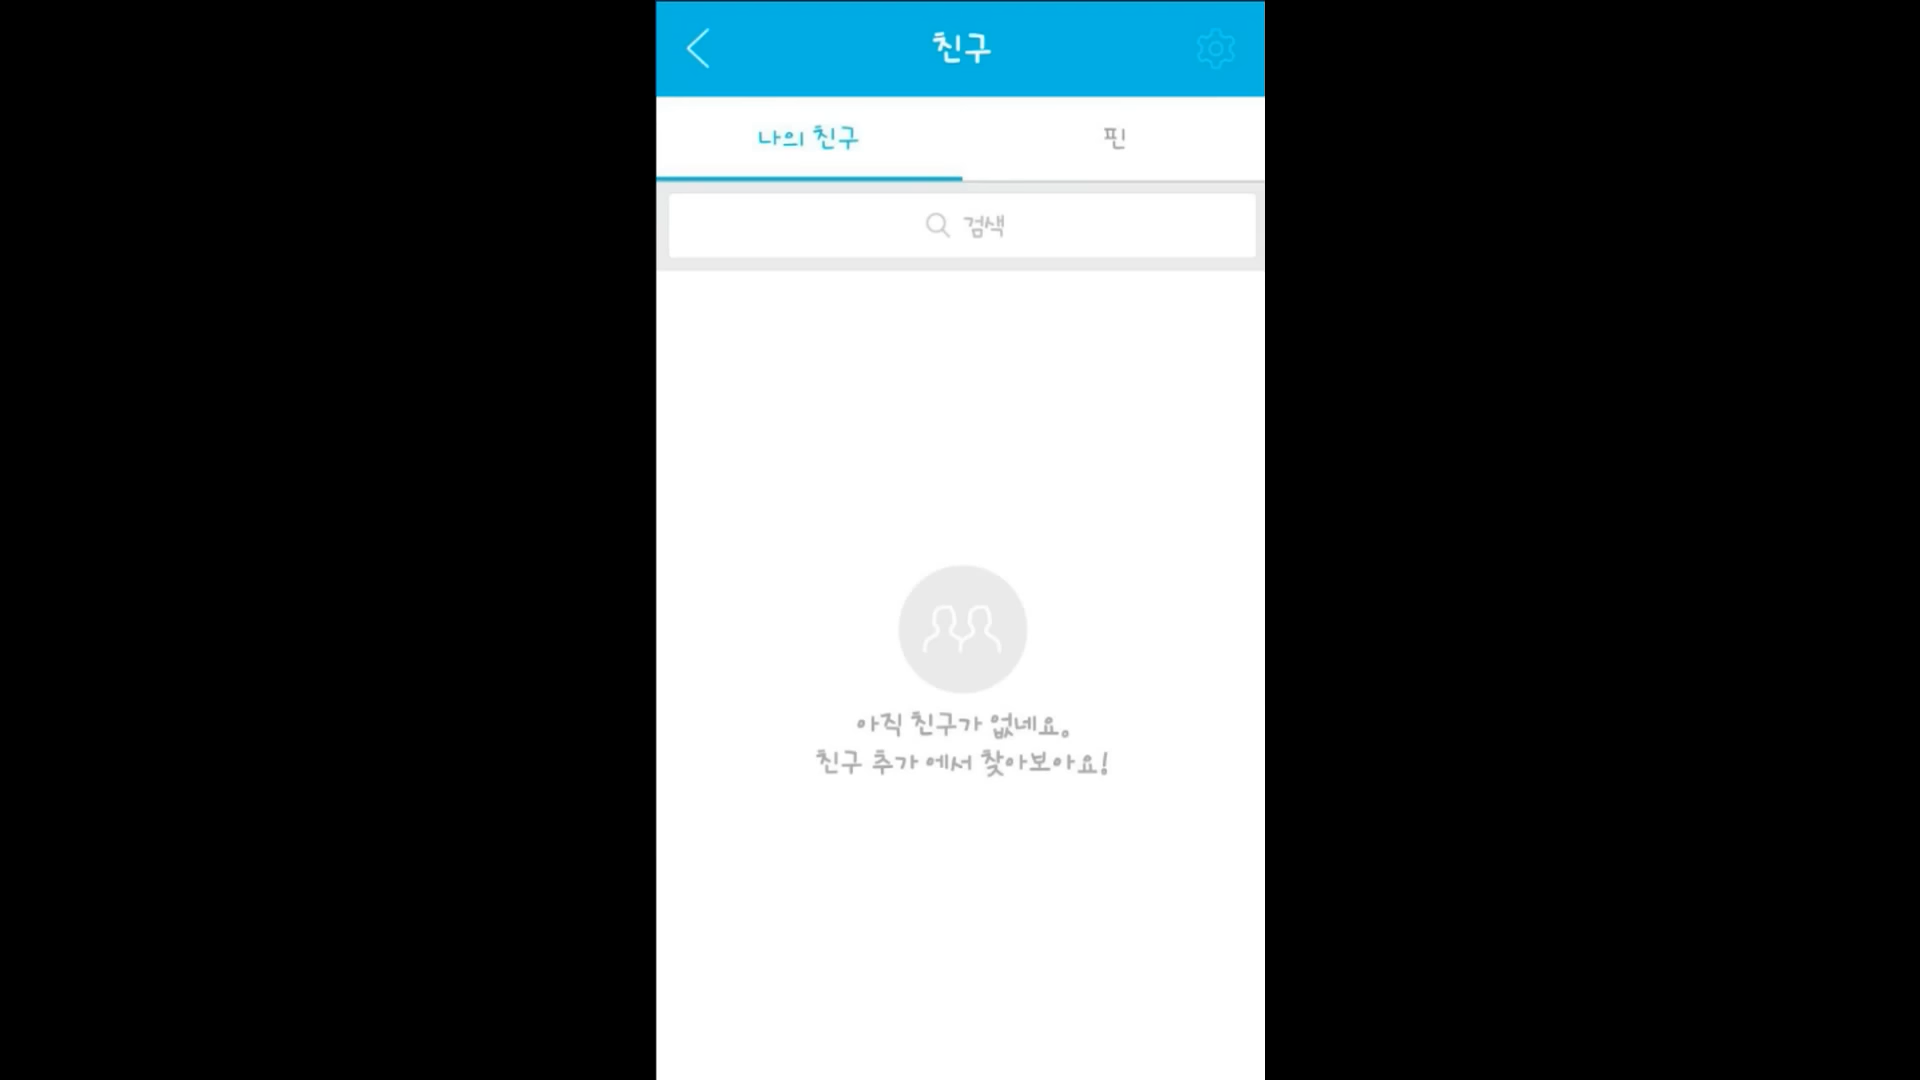 친구
나의 친구
핀
검색
아직 친구가 없네요.
친구 추가 에서 찾아보아요!